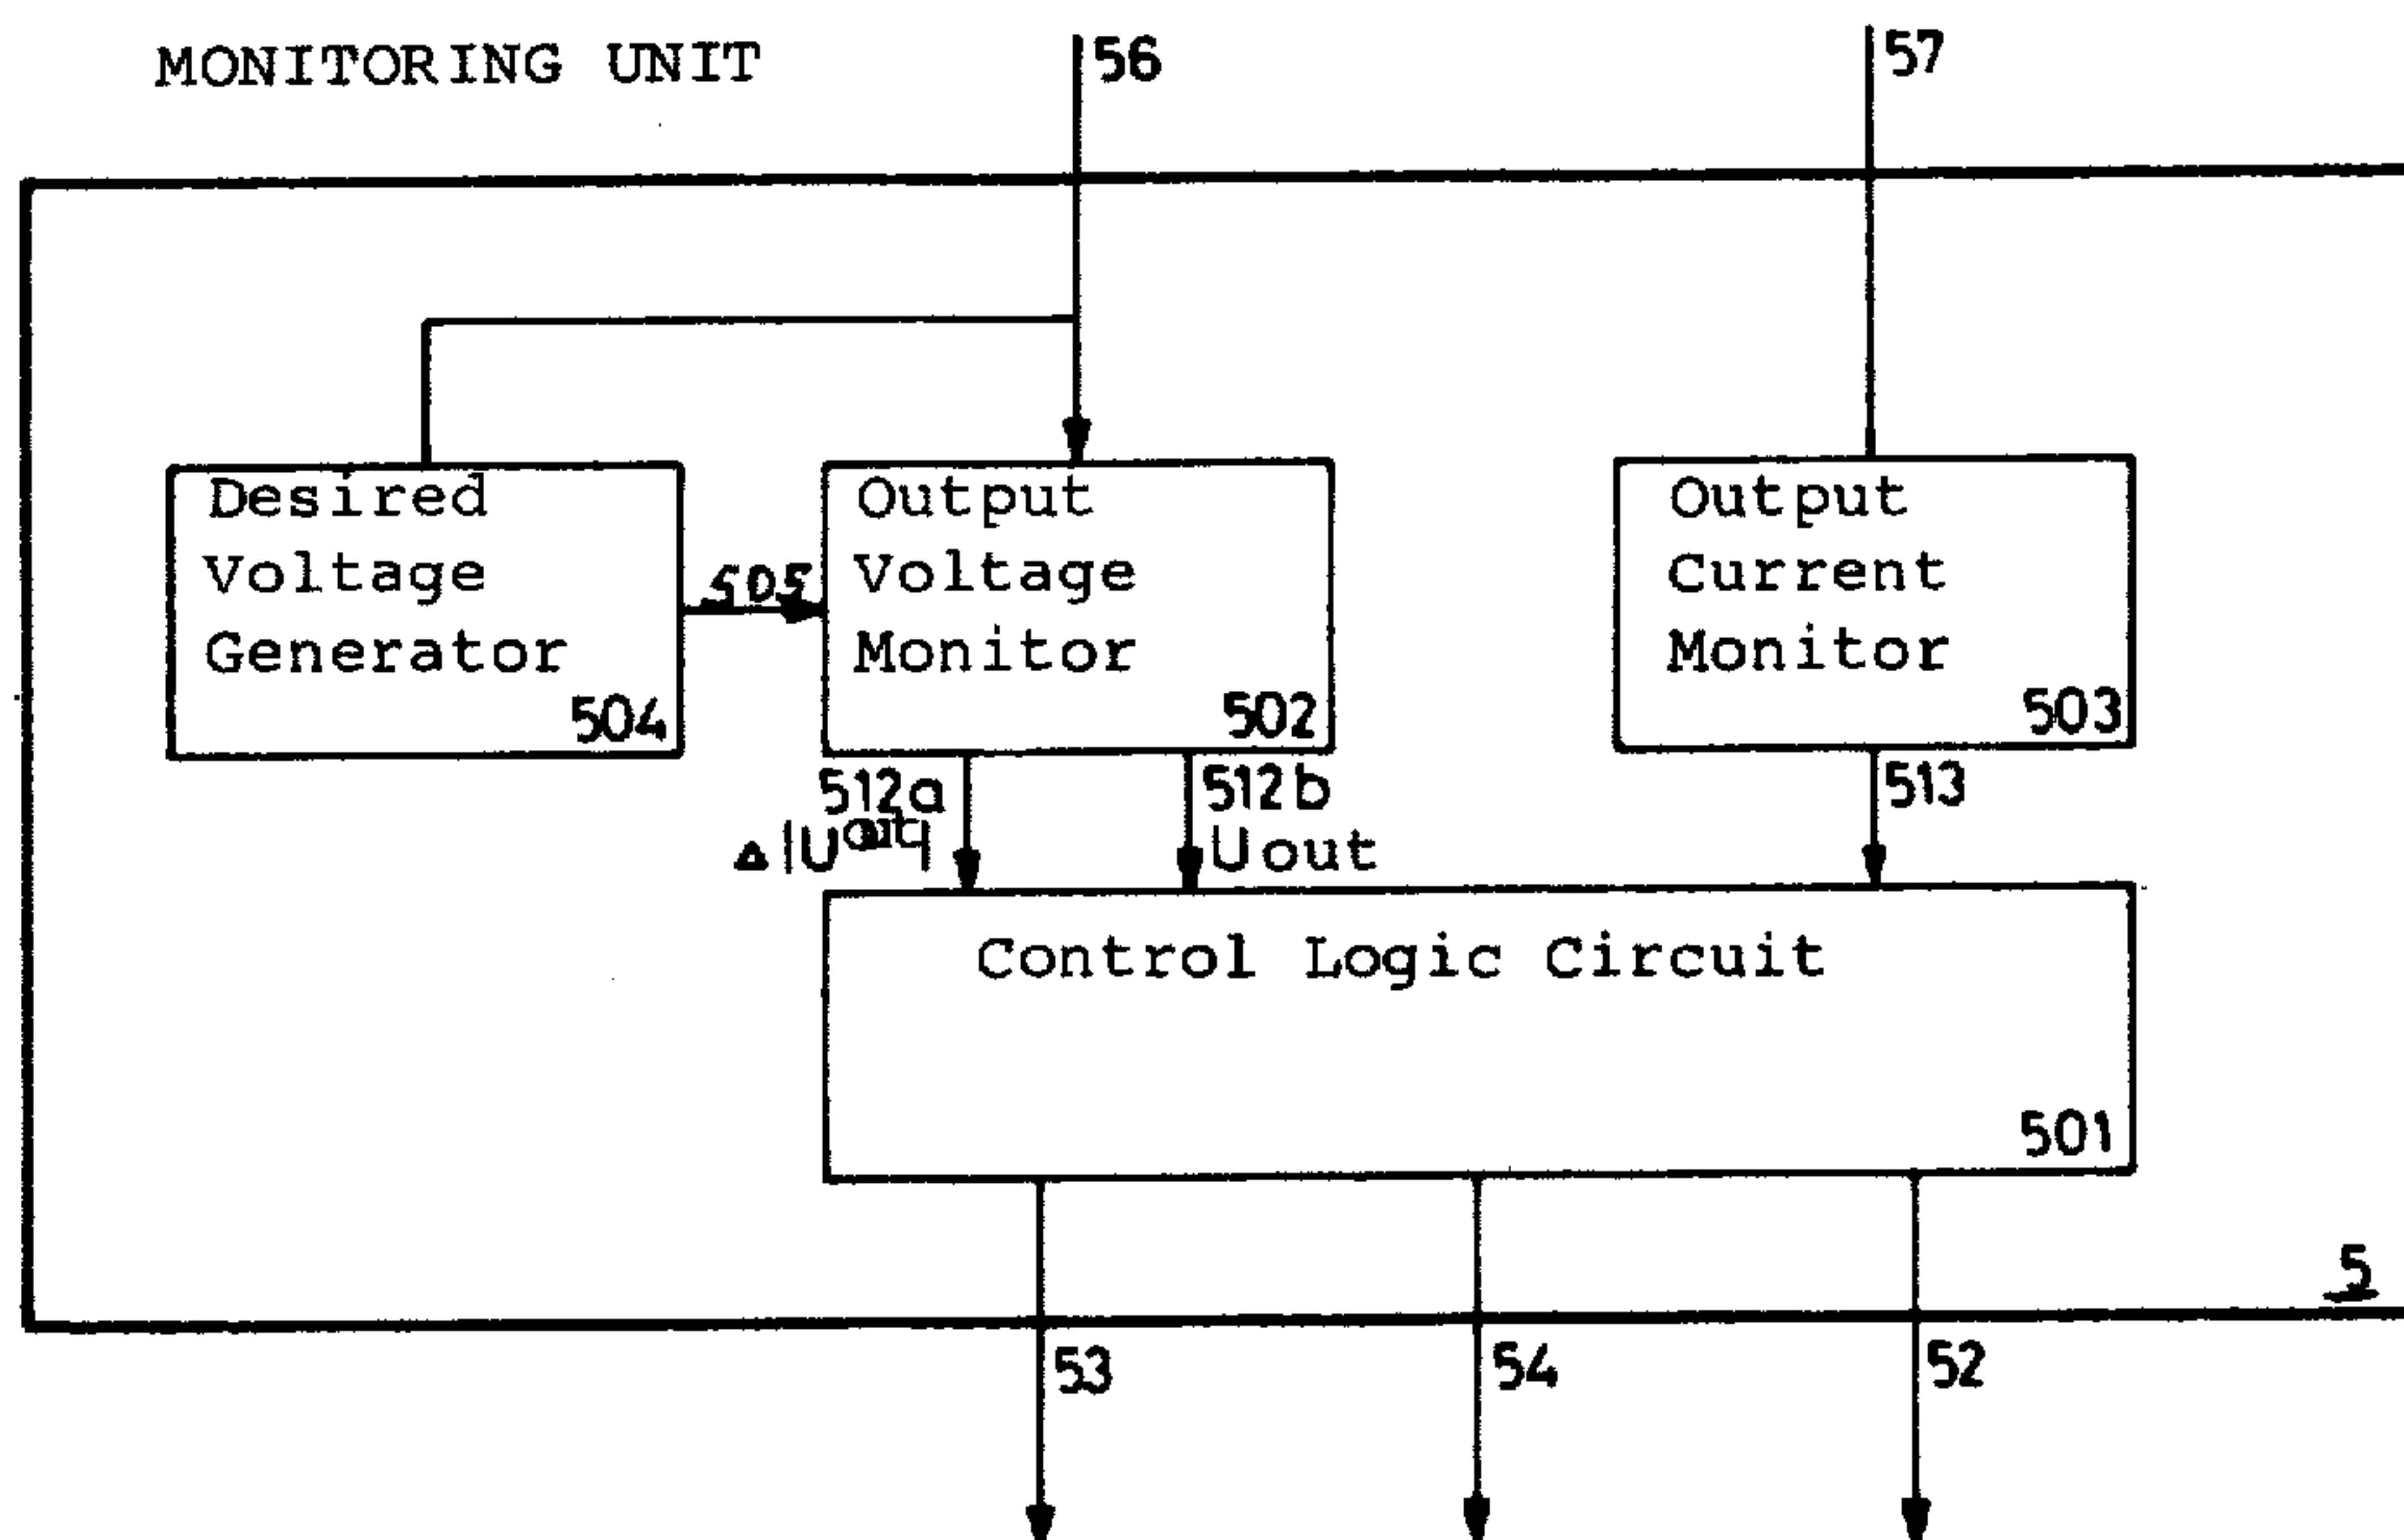 MONITORING UNIT
56
57
Desired
Voltage
Generator
504
505
Output
Voltage
Monitor
502
Output
Current
Monitor
503
512a
Δ|Uout|
512b
Uout
513
Control Logic Circuit
501
5
53
54
52